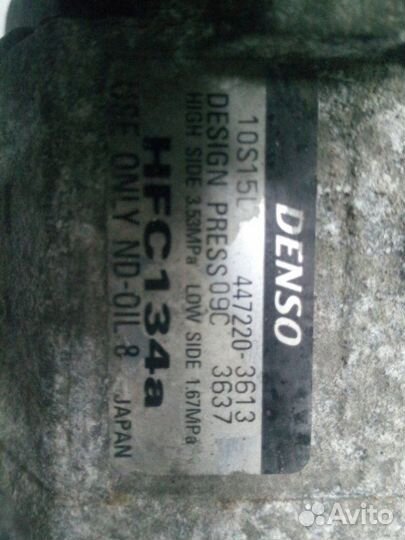 DENSO
10S15L 447220-3613
DESIGN PRESS 09C 3637
HIGH SIDE 3.53MPa LOW SIDE 1.67MPa
HFC134a
USE ONLY ND-OIL 8 JAPAN
Avito